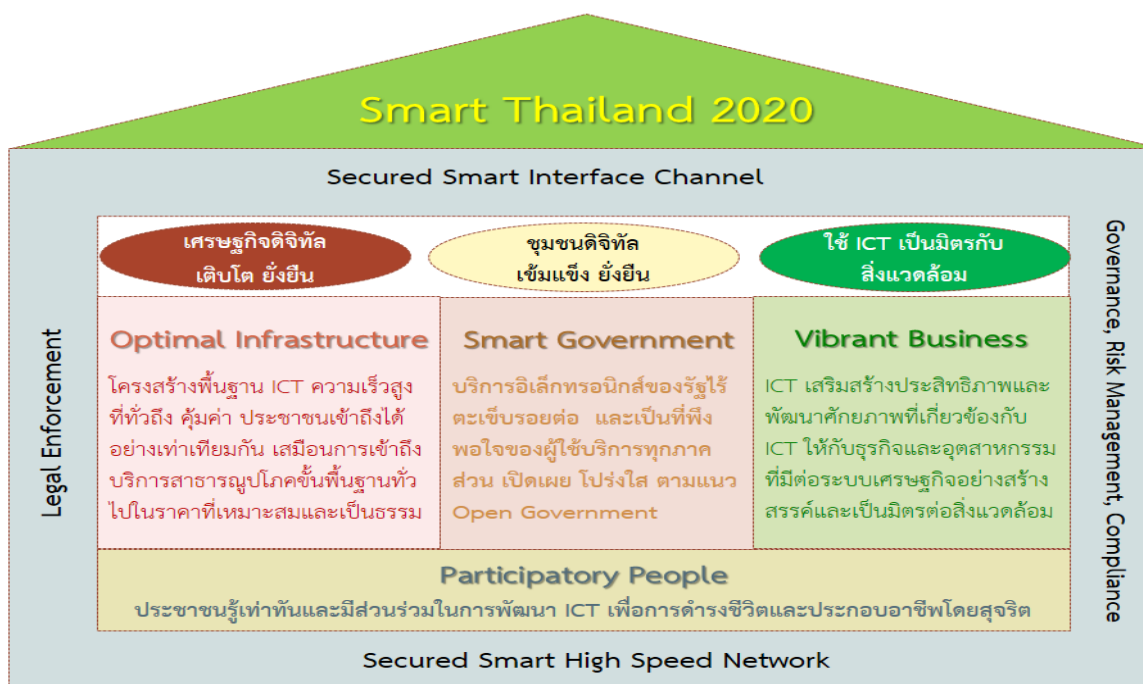 Smart Thailand 2020
Secured Smart Interface Channel
Legal Enforcement
เศรษฐกิจดิจิทัล
เติบโต ยั่งยืน
ชุมชนดิจิทัล
เข้มแข็ง ยั่งยืน
ใช้ ICT เป็นมิตรกับ
สิ่งแวดล้อม
Optimal Infrastructure
โครงสร้างพื้นฐาน ICT ความเร็วสูง
ที่ทั่วถึง คุ้มค่า ประชาชนเข้าถึงได้
อย่างเท่าเทียมกัน เสมือนการเข้าถึง
บริการสาธารณูปโภคขั้นพื้นฐานทั่ว
ไปในราคาที่เหมาะสมและเป็นธรรม
Smart Government
บริการอิเล็กทรอนิกส์ของรัฐไร้
ตะเข็บรอยต่อ และเป็นที่พึง
พอใจของผู้ใช้บริการทุกภาค
ส่วน เปิดเผย โปร่งใส ตามแนว
Open Government
Vibrant Business
ICT เสริมสร้างประสิทธิภาพและ
พัฒนาศักยภาพที่เกี่ยวข้องกับ
ICT ให้กับธุรกิจและอุตสาหกรรม
ที่มีต่อระบบเศรษฐกิจอย่างสร้าง
สรรค์และเป็นมิตรต่อสิ่งแวดล้อม
Governance, Risk Management, Compliance
Participatory People
ประชาชนรู้เท่าทันและมีส่วนร่วมในการพัฒนา ICT เพื่อการดำรงชีวิตและประกอบอาชีพโดยสุจริต
Secured Smart High Speed Network